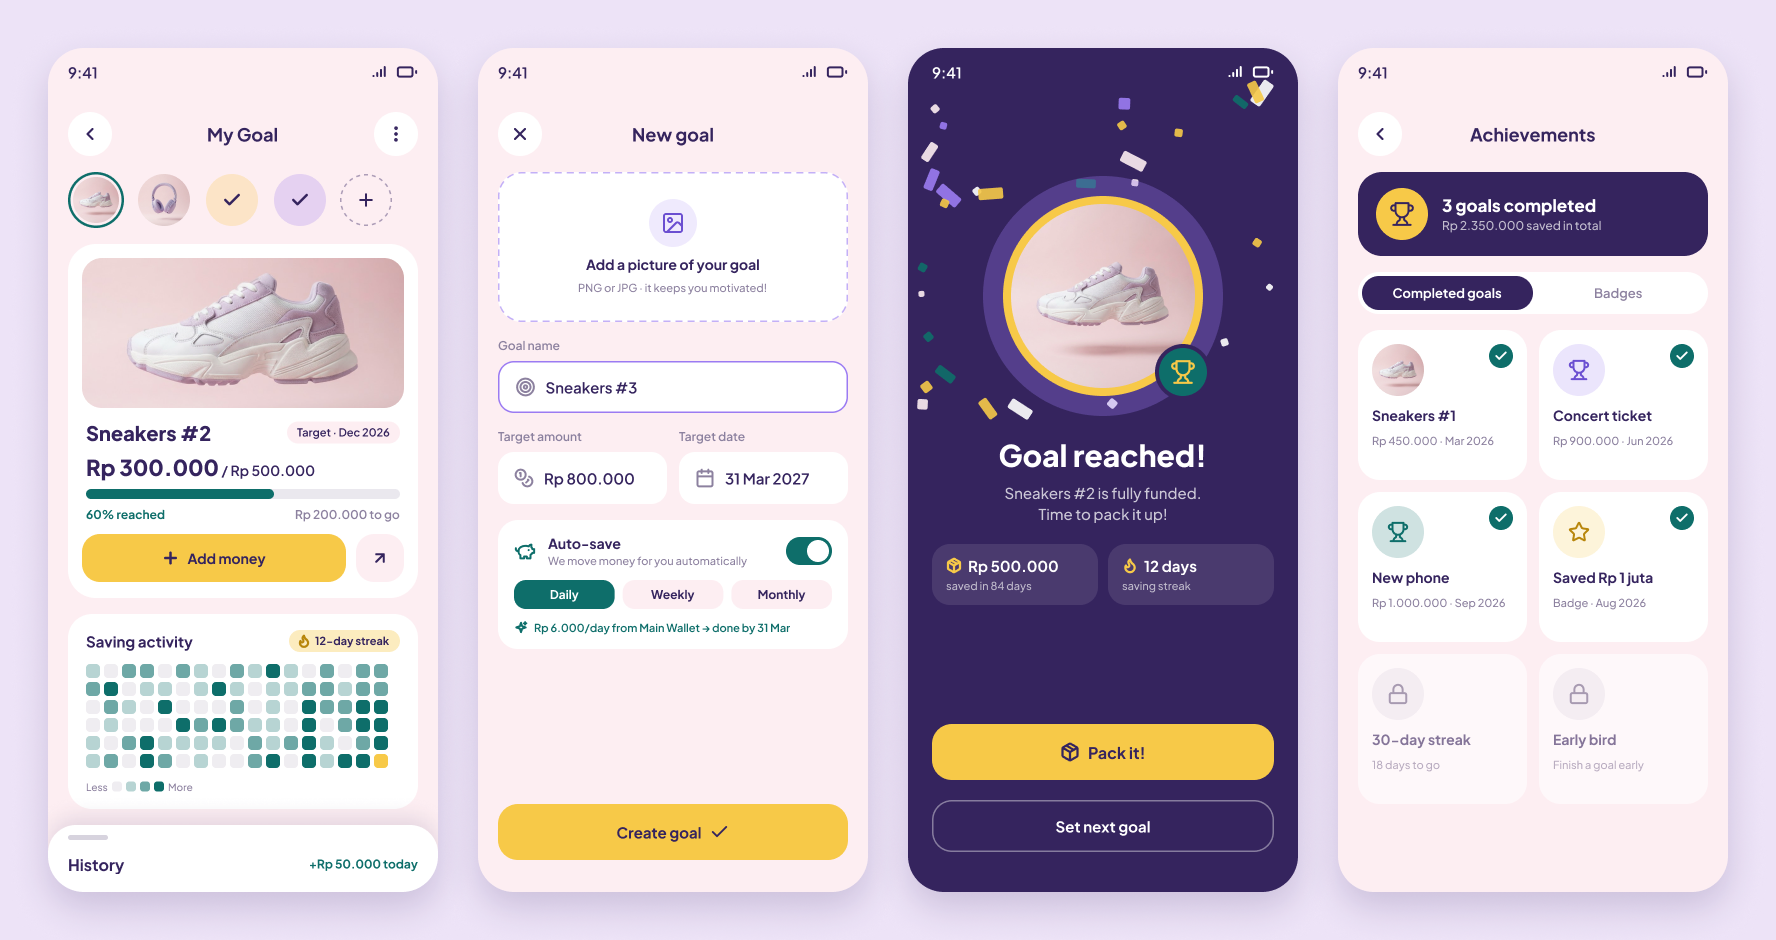 9:41
My Goal
Sneakers #2
Target · Dec 2026
Rp 300.000 / Rp 500.000
60% reached
Rp 200.000 to go
Add money
Saving activity
12-day streak
Less
More
History
+Rp 50.000 today
9:41
New goal
Add a picture of your goal
PNG or JPG · it keeps you motivated!
Goal name
Sneakers #3
Target amount
Target date
Rp 800.000
31 Mar 2027
Auto-save
We move money for you automatically
Daily
Weekly
Monthly
Rp 6.000/day from Main Wallet → done by 31 Mar
Create goal
9:41
Goal reached!
Sneakers #2 is fully funded.
Time to pack it up!
Rp 500.000
saved in 84 days
12 days
saving streak
Pack it!
Set next goal
9:41
Achievements
3 goals completed
Rp 2.350.000 saved in total
Completed goals
Badges
Sneakers #1
Rp 450.000 · Mar 2026
Concert ticket
Rp 900.000 · Jun 2026
New phone
Rp 1.000.000 · Sep 2026
Saved Rp 1 juta
Badge · Aug 2026
30-day streak
18 days to go
Early bird
Finish a goal early